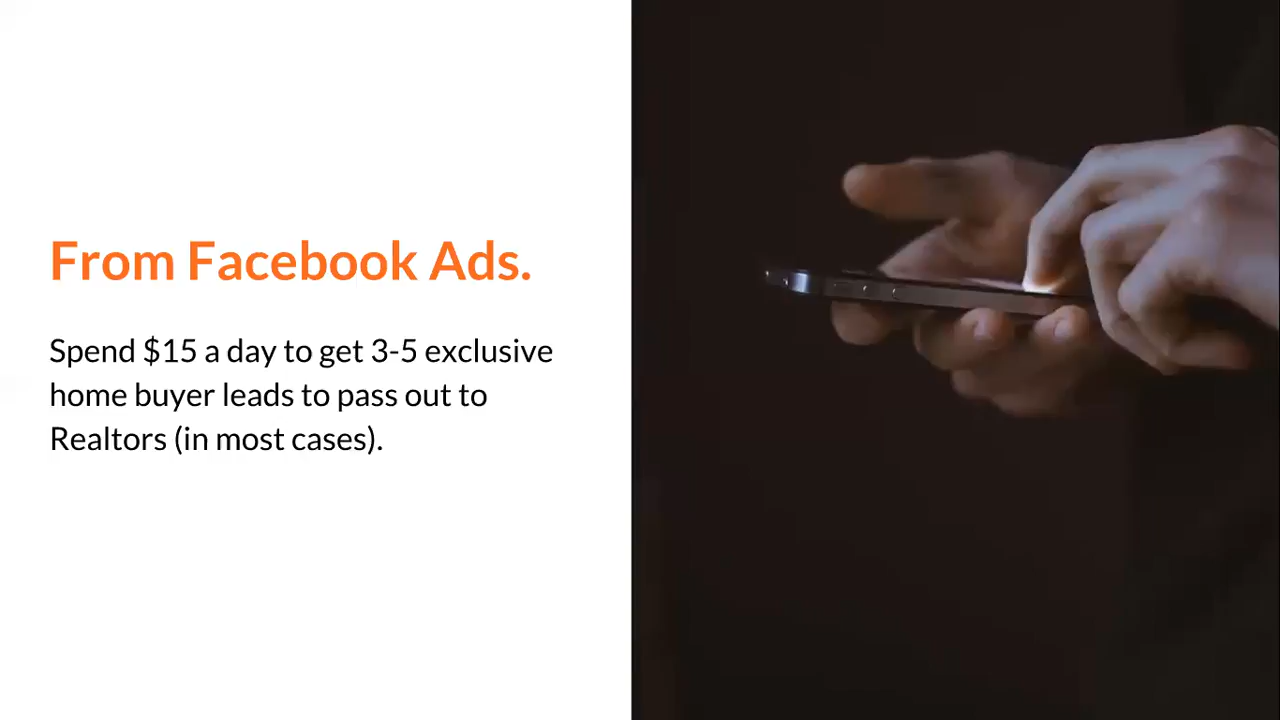 From Facebook Ads.
Spend $15 a day to get 3-5 exclusive
home buyer leads to pass out to
Realtors (in most cases).